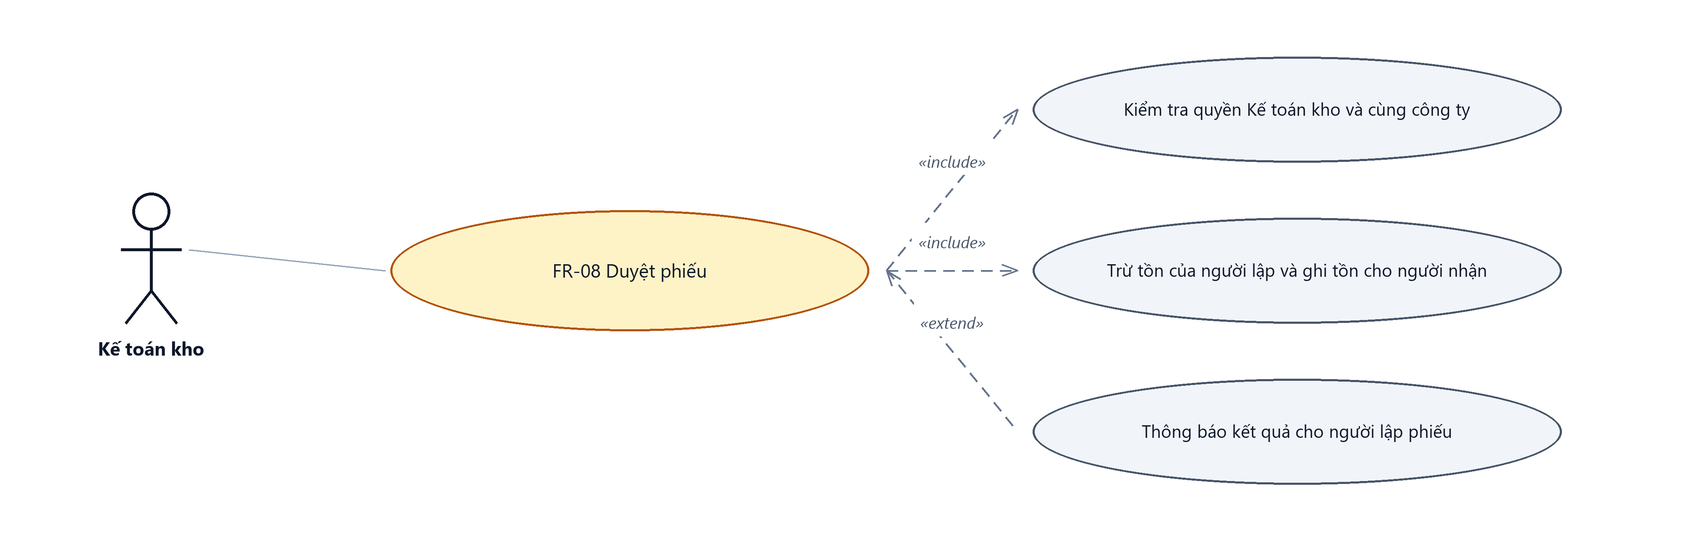 Kiểm tra quyền Kế toán kho và cùng công ty
«include»
«include»
FR-08 Duyệt phiếu
Trừ tồn của người lập và ghi tồn cho người nhận
«extend»
Kế toán kho
Thông báo kết quả cho người lập phiếu